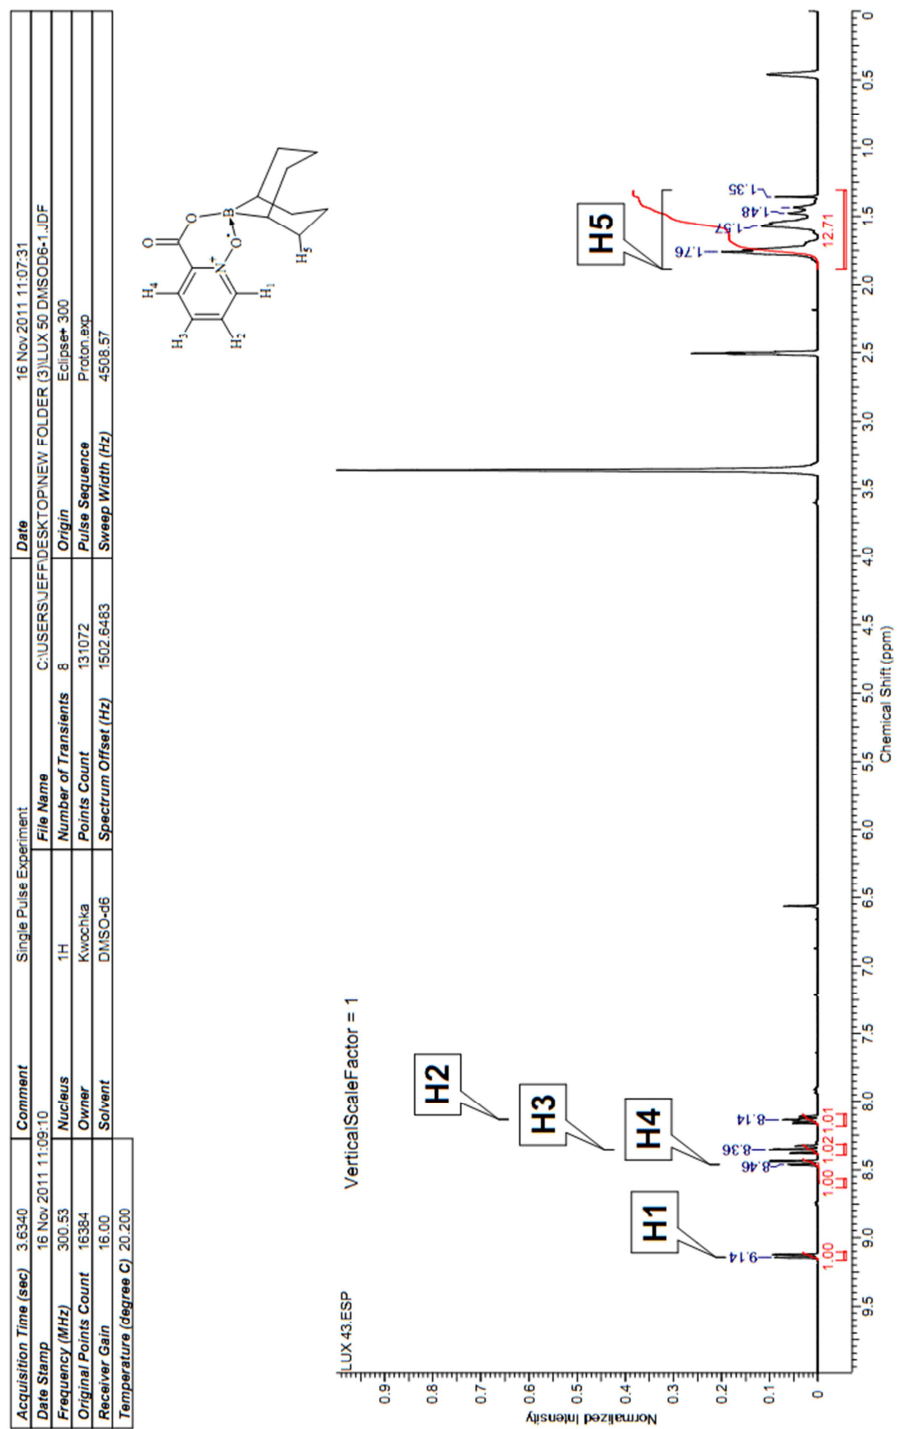 Acquisition Time (sec) 3.6340 Comment Single Pulse Experiment Date 16 Nov 2011 11:07:31
Date Stamp 16 Nov 2011 11:09:10 File Name C:\USERS\JEFF\DESKTOP\NEW FOLDER (3)\LUX 50 DMSOD6-1.JDF
Frequency (MHz) 300.53 Nucleus 1H Number of Transients 8 Origin Eclipse+ 300
Original Points Count 16384 Owner Kwochka Points Count 131072 Pulse Sequence Proton.exp
Receiver Gain 16.00 Solvent DMSO-d6 Spectrum Offset (Hz) 1502.6483 Sweep Width (Hz) 4508.57
Temperature (degree C) 20.200
O
H4 O
H3 N+ O B
H2 H1 H5
LUX 43.ESP VerticalScaleFactor = 1
H2
H3
H4
H1
H5
9.14
8.46
8.36
8.14
1.76
1.57
1.48
1.35
1.00
1.00
1.02
1.01
12.71
Normalized Intensity
0.9
0.8
0.7
0.6
0.5
0.4
0.3
0.2
0.1
0
9.5 9.0 8.5 8.0 7.5 7.0 6.5 6.0 5.5 5.0 4.5 4.0 3.5 3.0 2.5 2.0 1.5 1.0 0.5 0
Chemical Shift (ppm)